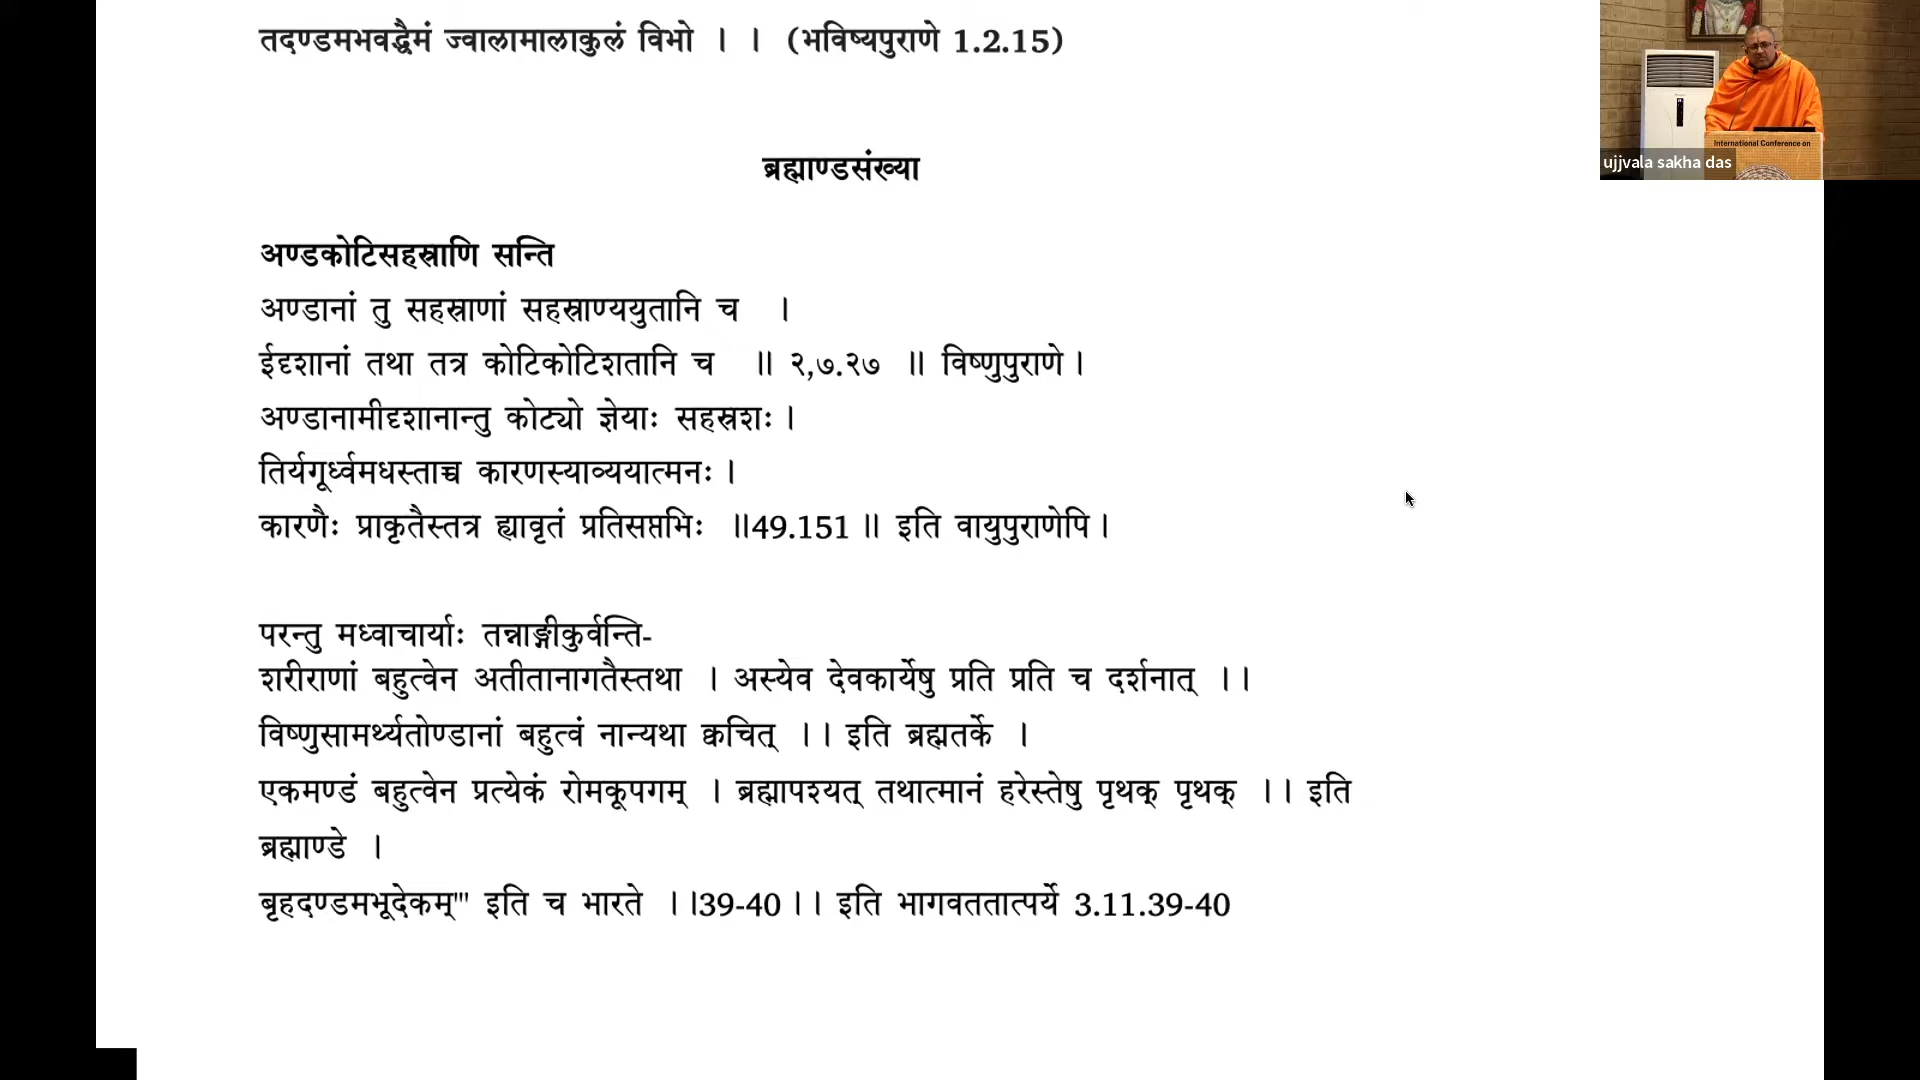 तदण्डमभवद्धैमं ज्वालामालाकुलं विभो । । (भविष्यपुराणे 1.2.15)
ब्रह्माण्डसंख्या
अण्डकोटिसहस्राणि सन्ति
अण्डानां तु सहस्राणां सहस्राण्ययुतानि च ।
ईदृशानां तथा तत्र कोटिकोटिशतानि च ॥ २,७.२७ ॥ विष्णुपुराणे ।
अण्डानामीदृशानान्तु कोट्यो ज्ञेयाः सहस्रशः ।
तिर्यगूर्ध्वमधस्ताच्च कारणस्याव्ययात्मनः ।
कारणैः प्राकृतैस्तत्र ह्यावृतं प्रतिसप्तभिः ॥49.151॥ इति वायुपुराणेपि ।
परन्तु मध्वाचार्याः तन्नाङ्गीकुर्वन्ति-
शरीराणां बहुत्वेन अतीतानागतैस्तथा । अस्येव देवकार्येषु प्रति प्रति च दर्शनात् ।।
विष्णुसामर्थ्यतोण्डानां बहुत्वं नान्यथा क्वचित् ।। इति ब्रह्मतर्के ।
एकमण्डं बहुत्वेन प्रत्येकं रोमकूपगम् । ब्रह्मापश्यत् तथात्मानं हरेस्तेषु पृथक् पृथक् ।। इति
ब्रह्माण्डे ।
बृहदण्डमभूदेकम्"' इति च भारते ।।39-40।। इति भागवततात्पर्ये 3.11.39-40
International Conference on
ujjvala sakha das